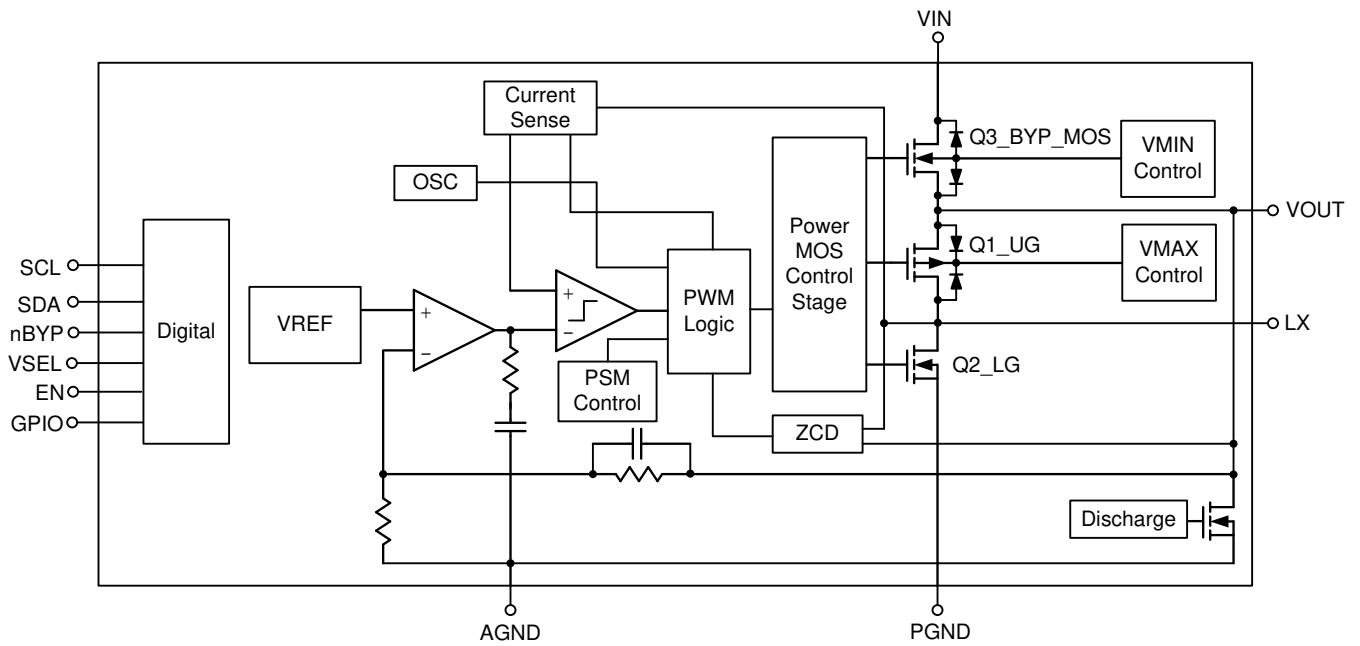 VIN
Current
Sense
Q3_BYP_MOS
VMIN
Control
OSC
VOUT
Power
MOS
Control
Stage
Q1_UG
VMAX
Control
SCL
SDA
nBYP
VSEL
EN
GPIO
Digital
VREF
+
−
+
−
PWM
Logic
LX
PSM
Control
Q2_LG
ZCD
Discharge
AGND
PGND